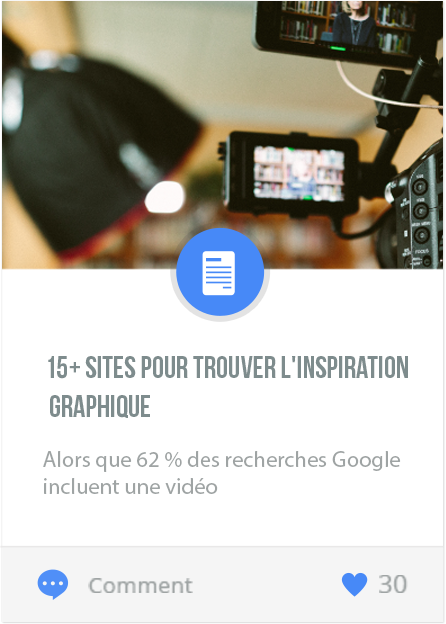 15+ SITES POUR TROUVER L'INSPIRATION
GRAPHIQUE
Alors que 62 % des recherches Google
incluent une vidéo
Comment
30